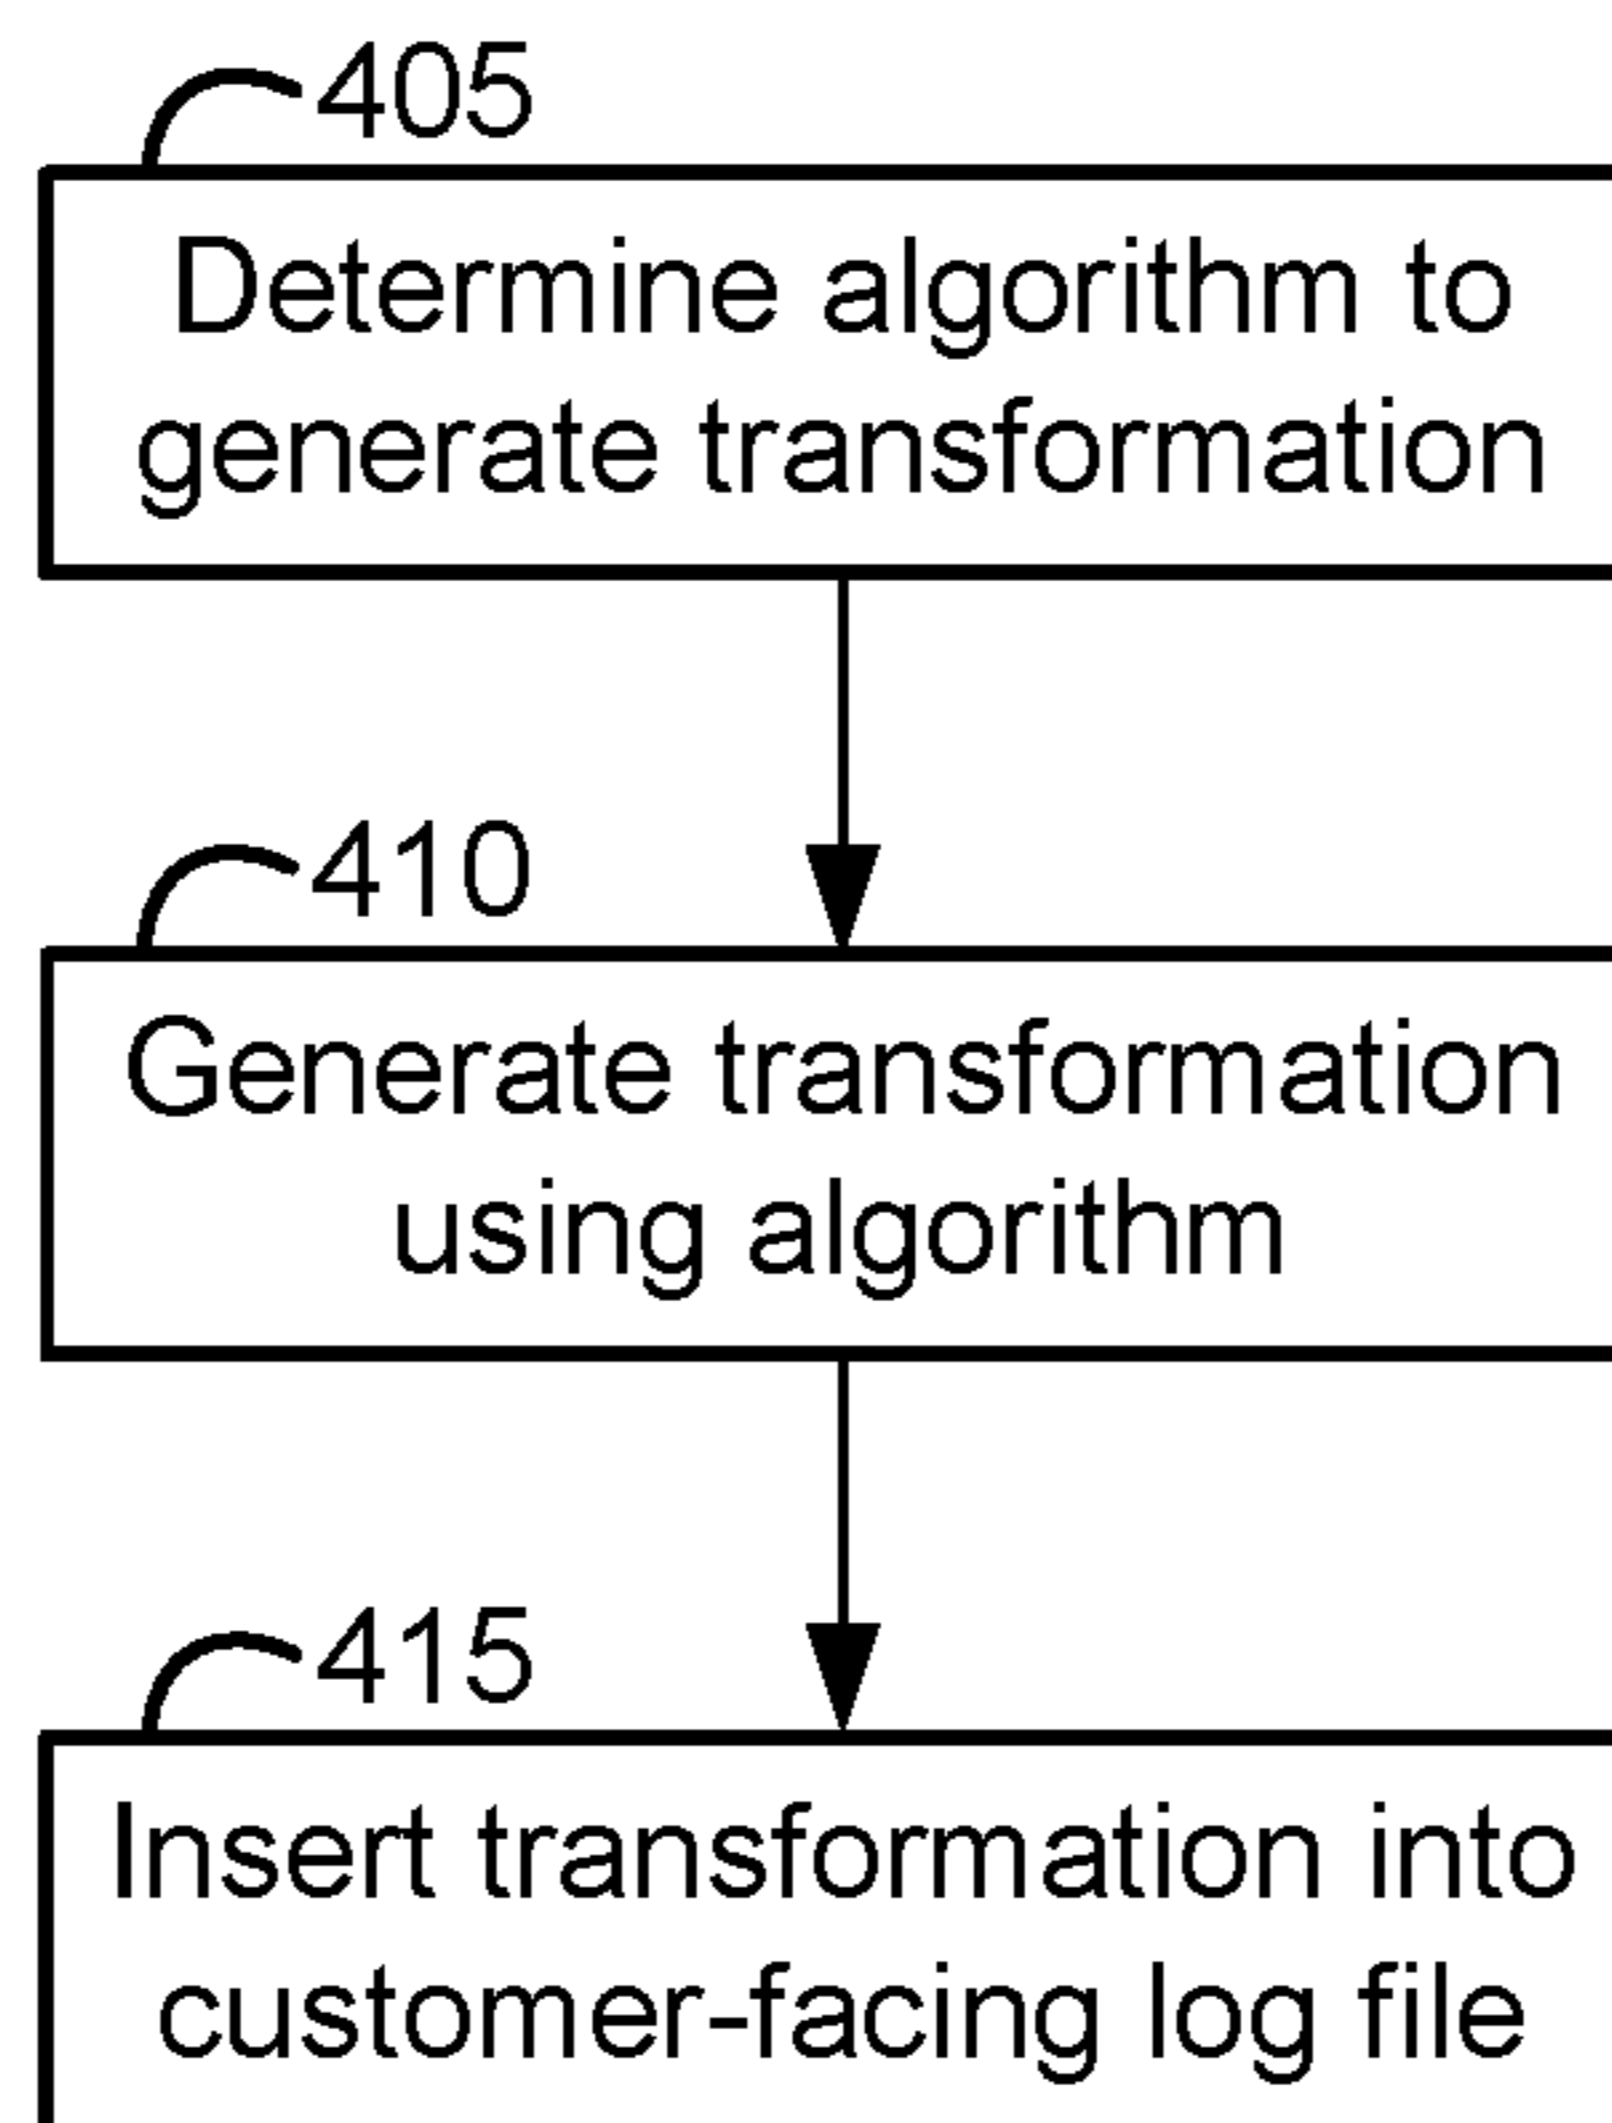 405
Determine algorithm to
generate transformation
410
Generate transformation
using algorithm
415
Insert transformation into
customer-facing log file